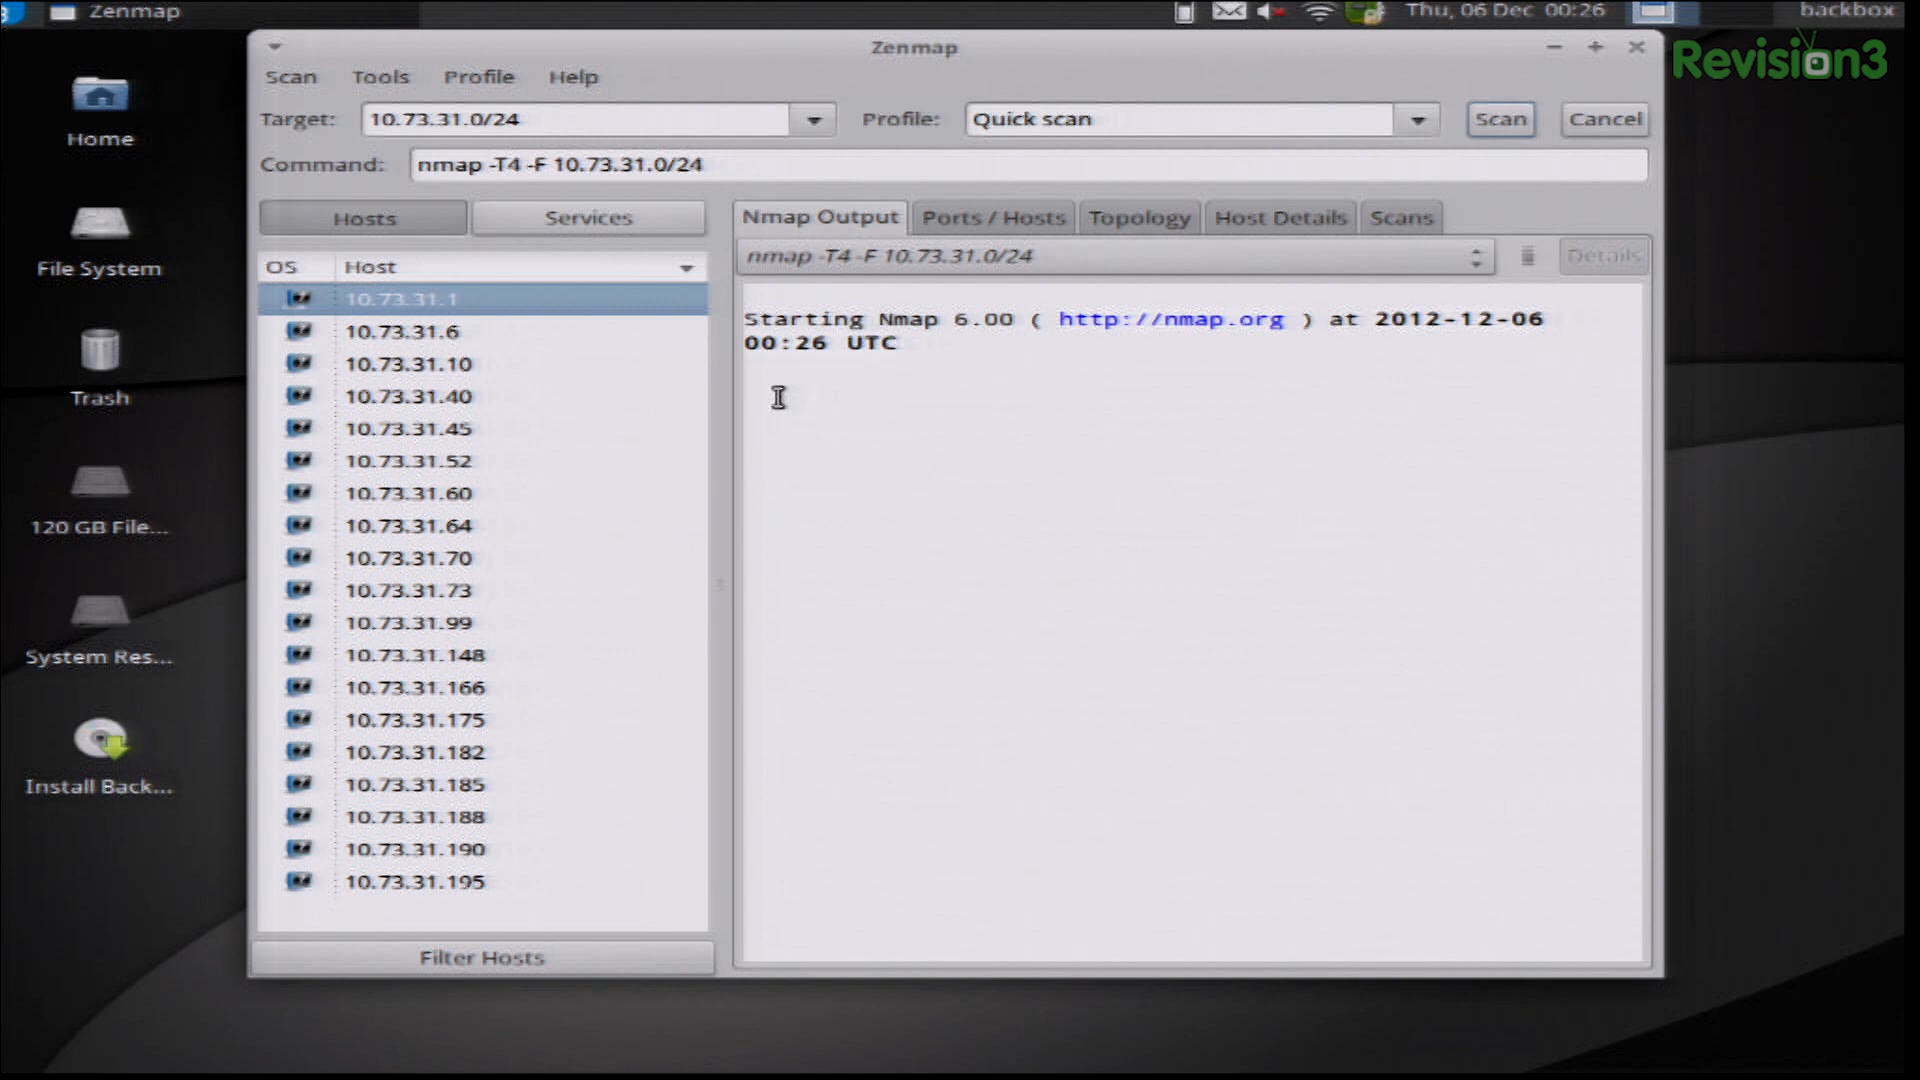 Zenmap
Thu, 06 Dec 00:26
backbox
Revision3
Zenmap
Scan Tools Profile Help
Target: 10.73.31.0/24 Profile: Quick scan Scan Cancel
Command: nmap -T4 -F 10.73.31.0/24
Hosts Services
Nmap Output Ports / Hosts Topology Host Details Scans
nmap -T4 -F 10.73.31.0/24 Details
OS Host
10.73.31.1
10.73.31.6
10.73.31.10
10.73.31.40
10.73.31.45
10.73.31.52
10.73.31.60
10.73.31.64
10.73.31.70
10.73.31.73
10.73.31.99
10.73.31.148
10.73.31.166
10.73.31.175
10.73.31.182
10.73.31.185
10.73.31.188
10.73.31.190
10.73.31.195
Filter Hosts
Starting Nmap 6.00 ( http://nmap.org ) at 2012-12-06
00:26 UTC
Home
File System
Trash
120 GB File...
System Res...
Install Back...